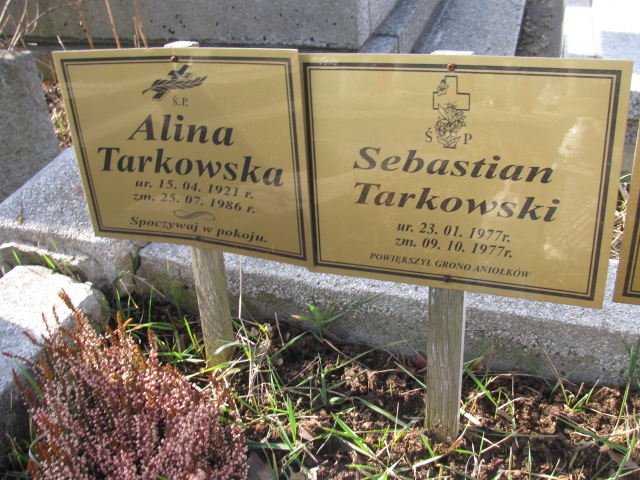 Ś.P.
Alina
Tarkowska
ur. 15. 04. 1921 r.
zm. 25. 07. 1986 r.
Spoczywaj w pokoju.
Ś P
Sebastian
Tarkowski
ur. 23. 01. 1977r.
zm. 09. 10. 1977r.
POWIĘKSZYŁ GRONO ANIOŁKÓW